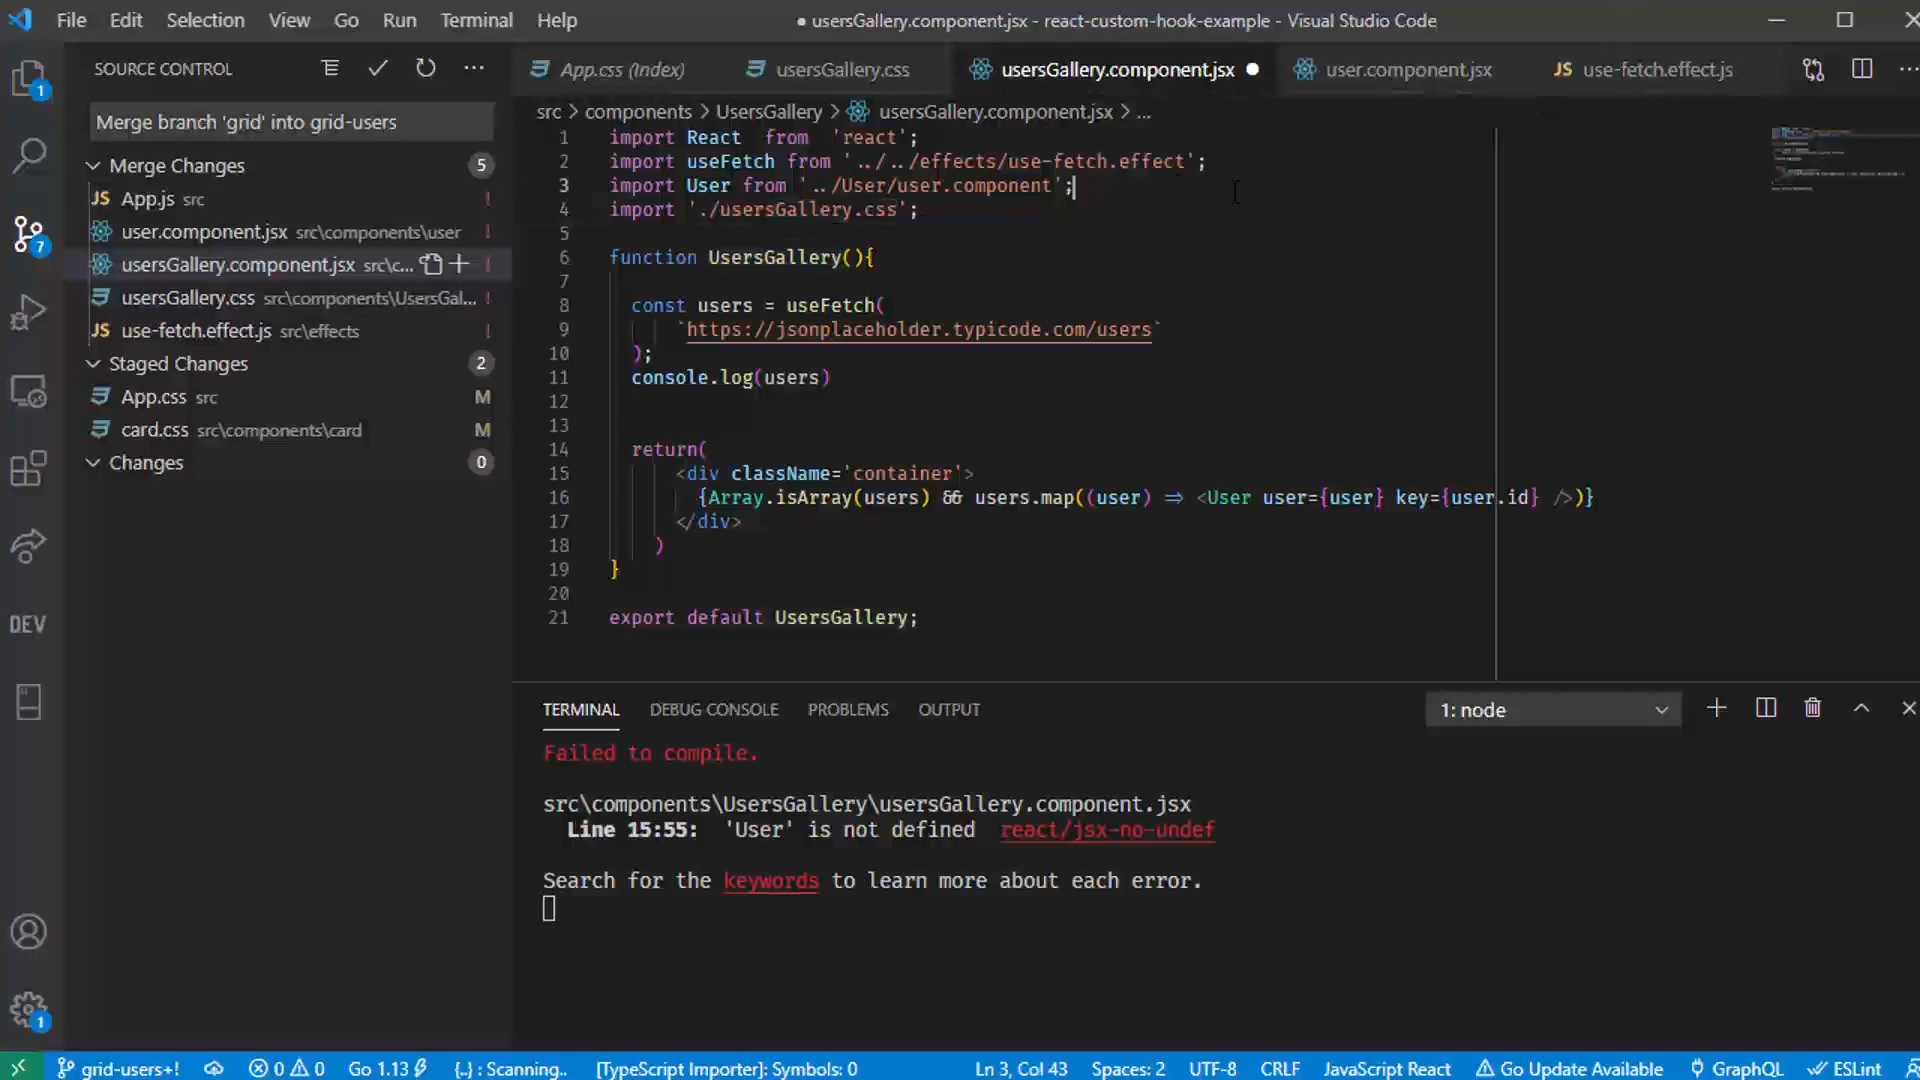 File Edit Selection View Go Run Terminal Help
● usersGallery.component.jsx - react-custom-hook-example - Visual Studio Code
SOURCE CONTROL
App.css (Index) usersGallery.css usersGallery.component.jsx user.component.jsx JS use-fetch.effect.js
1
Merge branch 'grid' into grid-users
Merge Changes 5
JS App.js src !
user.component.jsx src\components\user !
usersGallery.component.jsx src\c... !
usersGallery.css src\components\UsersGal... !
JS use-fetch.effect.js src\effects !
Staged Changes 2
App.css src M
card.css src\components\card M
Changes 0
7
DEV
1
src > components > UsersGallery > usersGallery.component.jsx > ...
1 import React  from  'react';
2 import useFetch from '../../effects/use-fetch.effect';
3 import User from '../User/user.component';
4 import './usersGallery.css';
5
6 function UsersGallery(){
7
8 const users = useFetch(
9 `https://jsonplaceholder.typicode.com/users`
10 );
11 console.log(users)
12
13
14 return(
15 <div className='container'>
16 {Array.isArray(users) && users.map((user) => <User user={user} key={user.id} />)}
17 </div>
18 )
19 }
20
21 export default UsersGallery;
TERMINAL DEBUG CONSOLE PROBLEMS OUTPUT 1: node
Failed to compile.
src\components\UsersGallery\usersGallery.component.jsx
Line 15:55:  'User' is not defined  react/jsx-no-undef
Search for the keywords to learn more about each error.
grid-users+! 0 0 Go 1.13 {..} : Scanning.. [TypeScript Importer]: Symbols: 0 Ln 3, Col 43 Spaces: 2 UTF-8 CRLF JavaScript React Go Update Available GraphQL ESLint